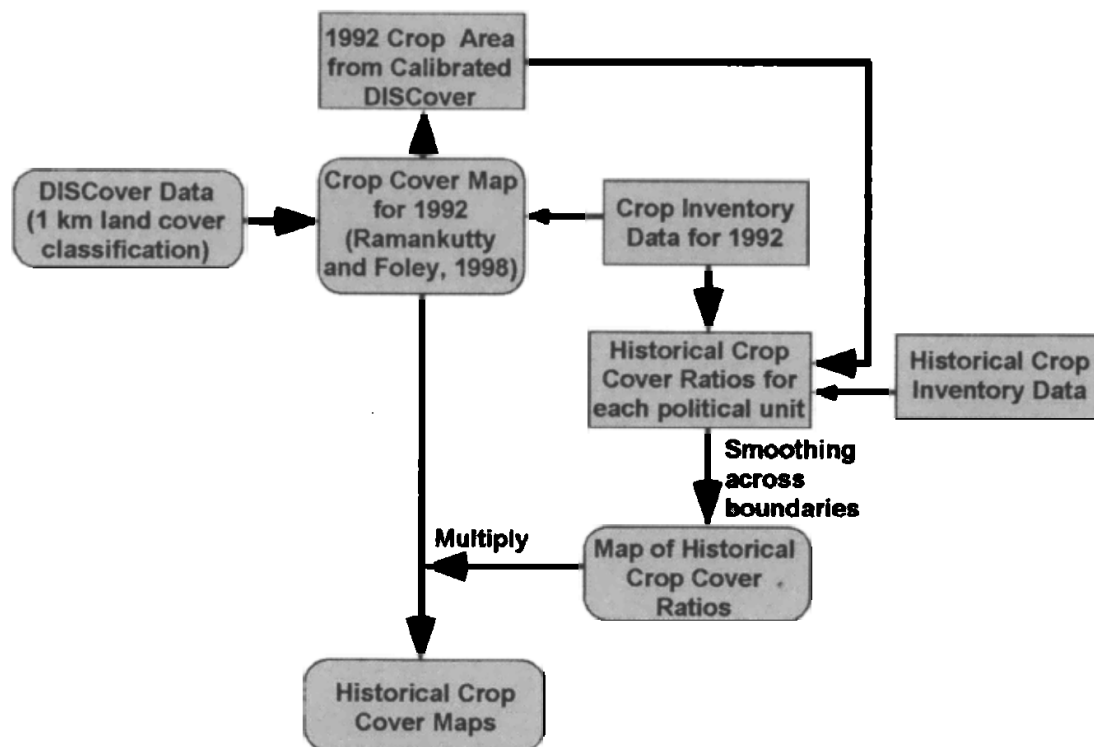 1992 Crop Area
from Calibrated
DISCover
DISCover Data
(1 km land cover
classification)
Crop Cover Map
for 1992
(Ramankutty
and Foley, 1998)
Crop Inventory
Data for 1992
Historical Crop
Cover Ratios for
each political unit
Historical Crop
Inventory Data
Smoothing
across
boundaries
Multiply
Map of Historical
Crop Cover
Ratios
Historical Crop
Cover Maps